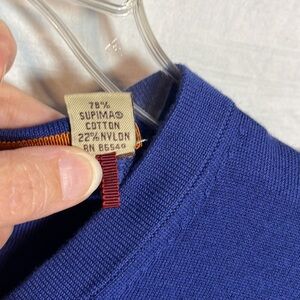 78%
SUPIMA®
COTTON
22% NYLON
RN 86549